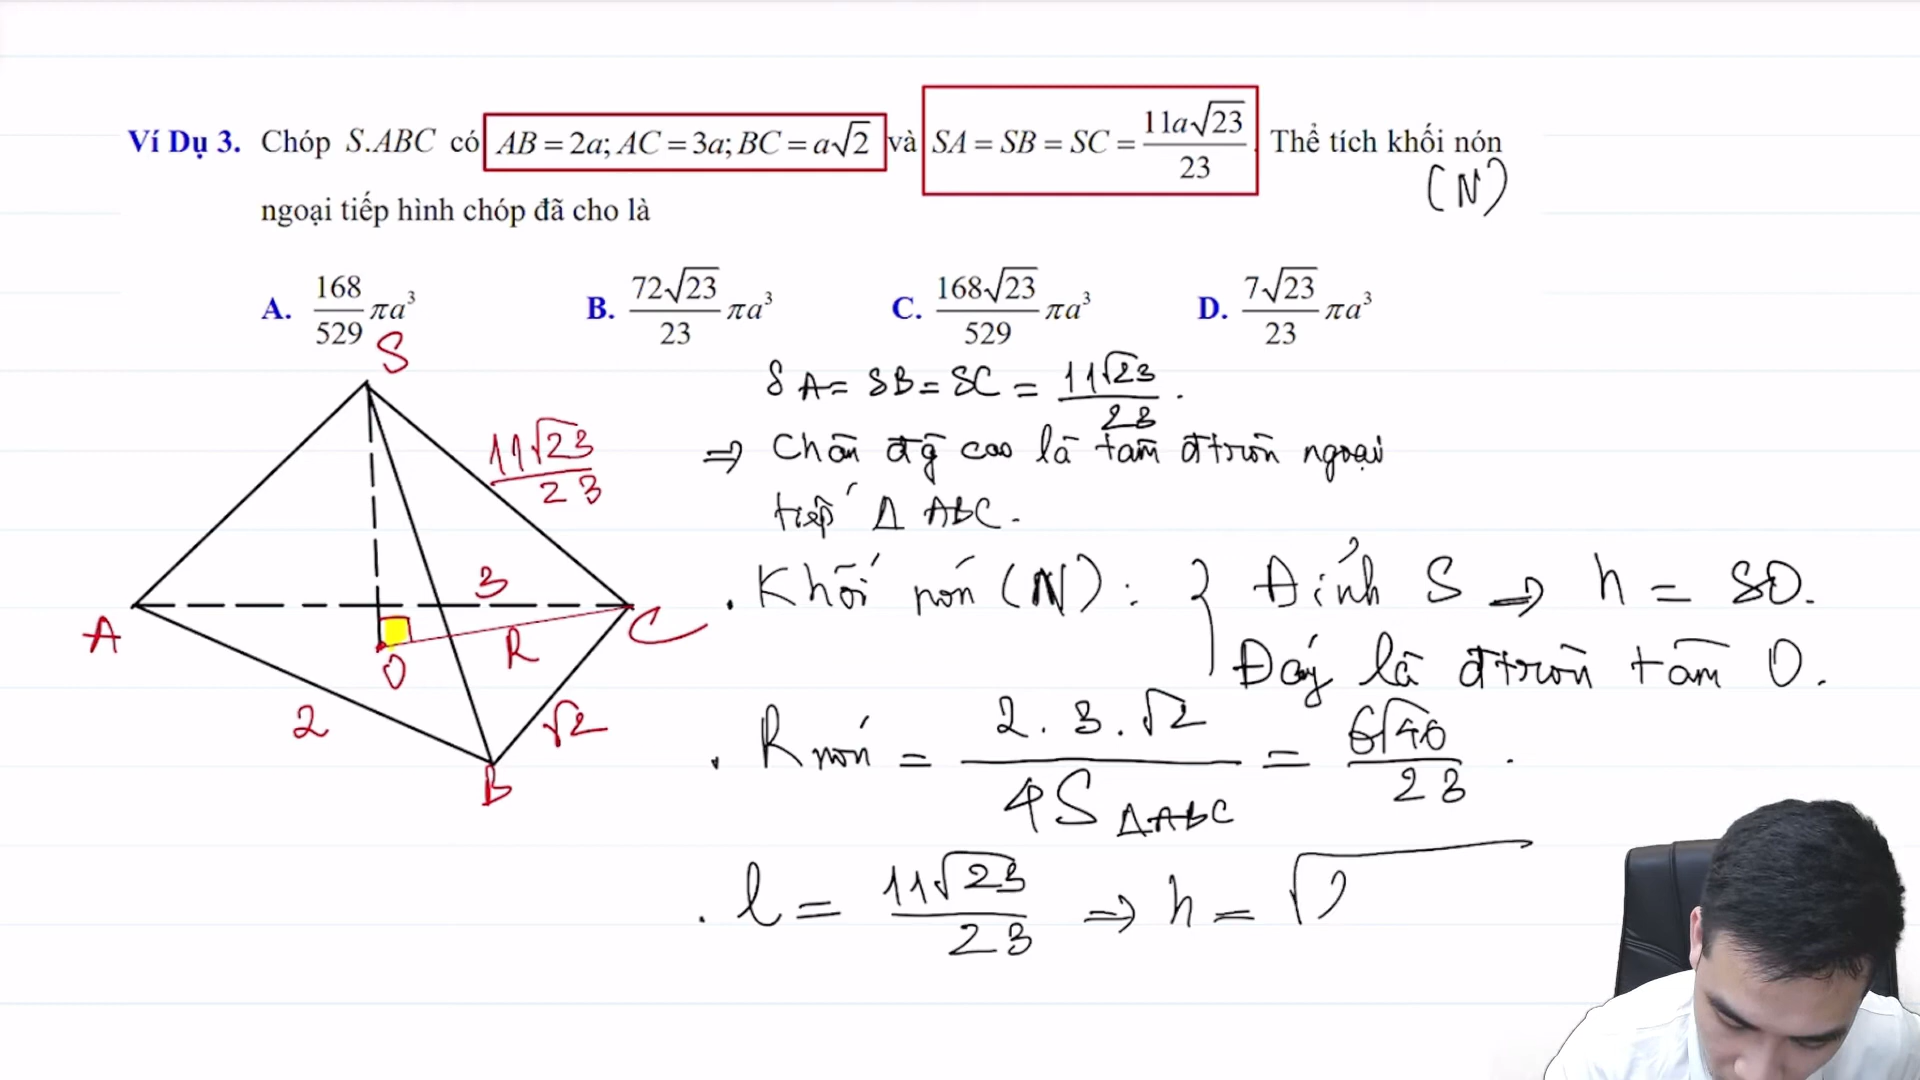 Ví Dụ 3. Chóp S.ABC có AB = 2a; AC = 3a; BC = a√2 và SA = SB = SC = 11a√23/23. Thể tích khối nón
(N)
ngoại tiếp hình chóp đã cho là
A. 168/529 πa³ B. 72√23/23 πa³ C. 168√23/529 πa³ D. 7√23/23 πa³
S
11√23/23
3
A
O
R
C
2
√2
B
SA = SB = SC = 11√23/23.
⇒ Chân đg cao là tâm đtròn ngoại
tiếp Δ ABC.
. Khối nón (N): { Đỉnh S → h = SO.
Đáy là đtròn tâm O.
. R nón = 2.3.√2/4S ΔABC = 6√46/23.
. l = 11√23/23 ⇒ h = √